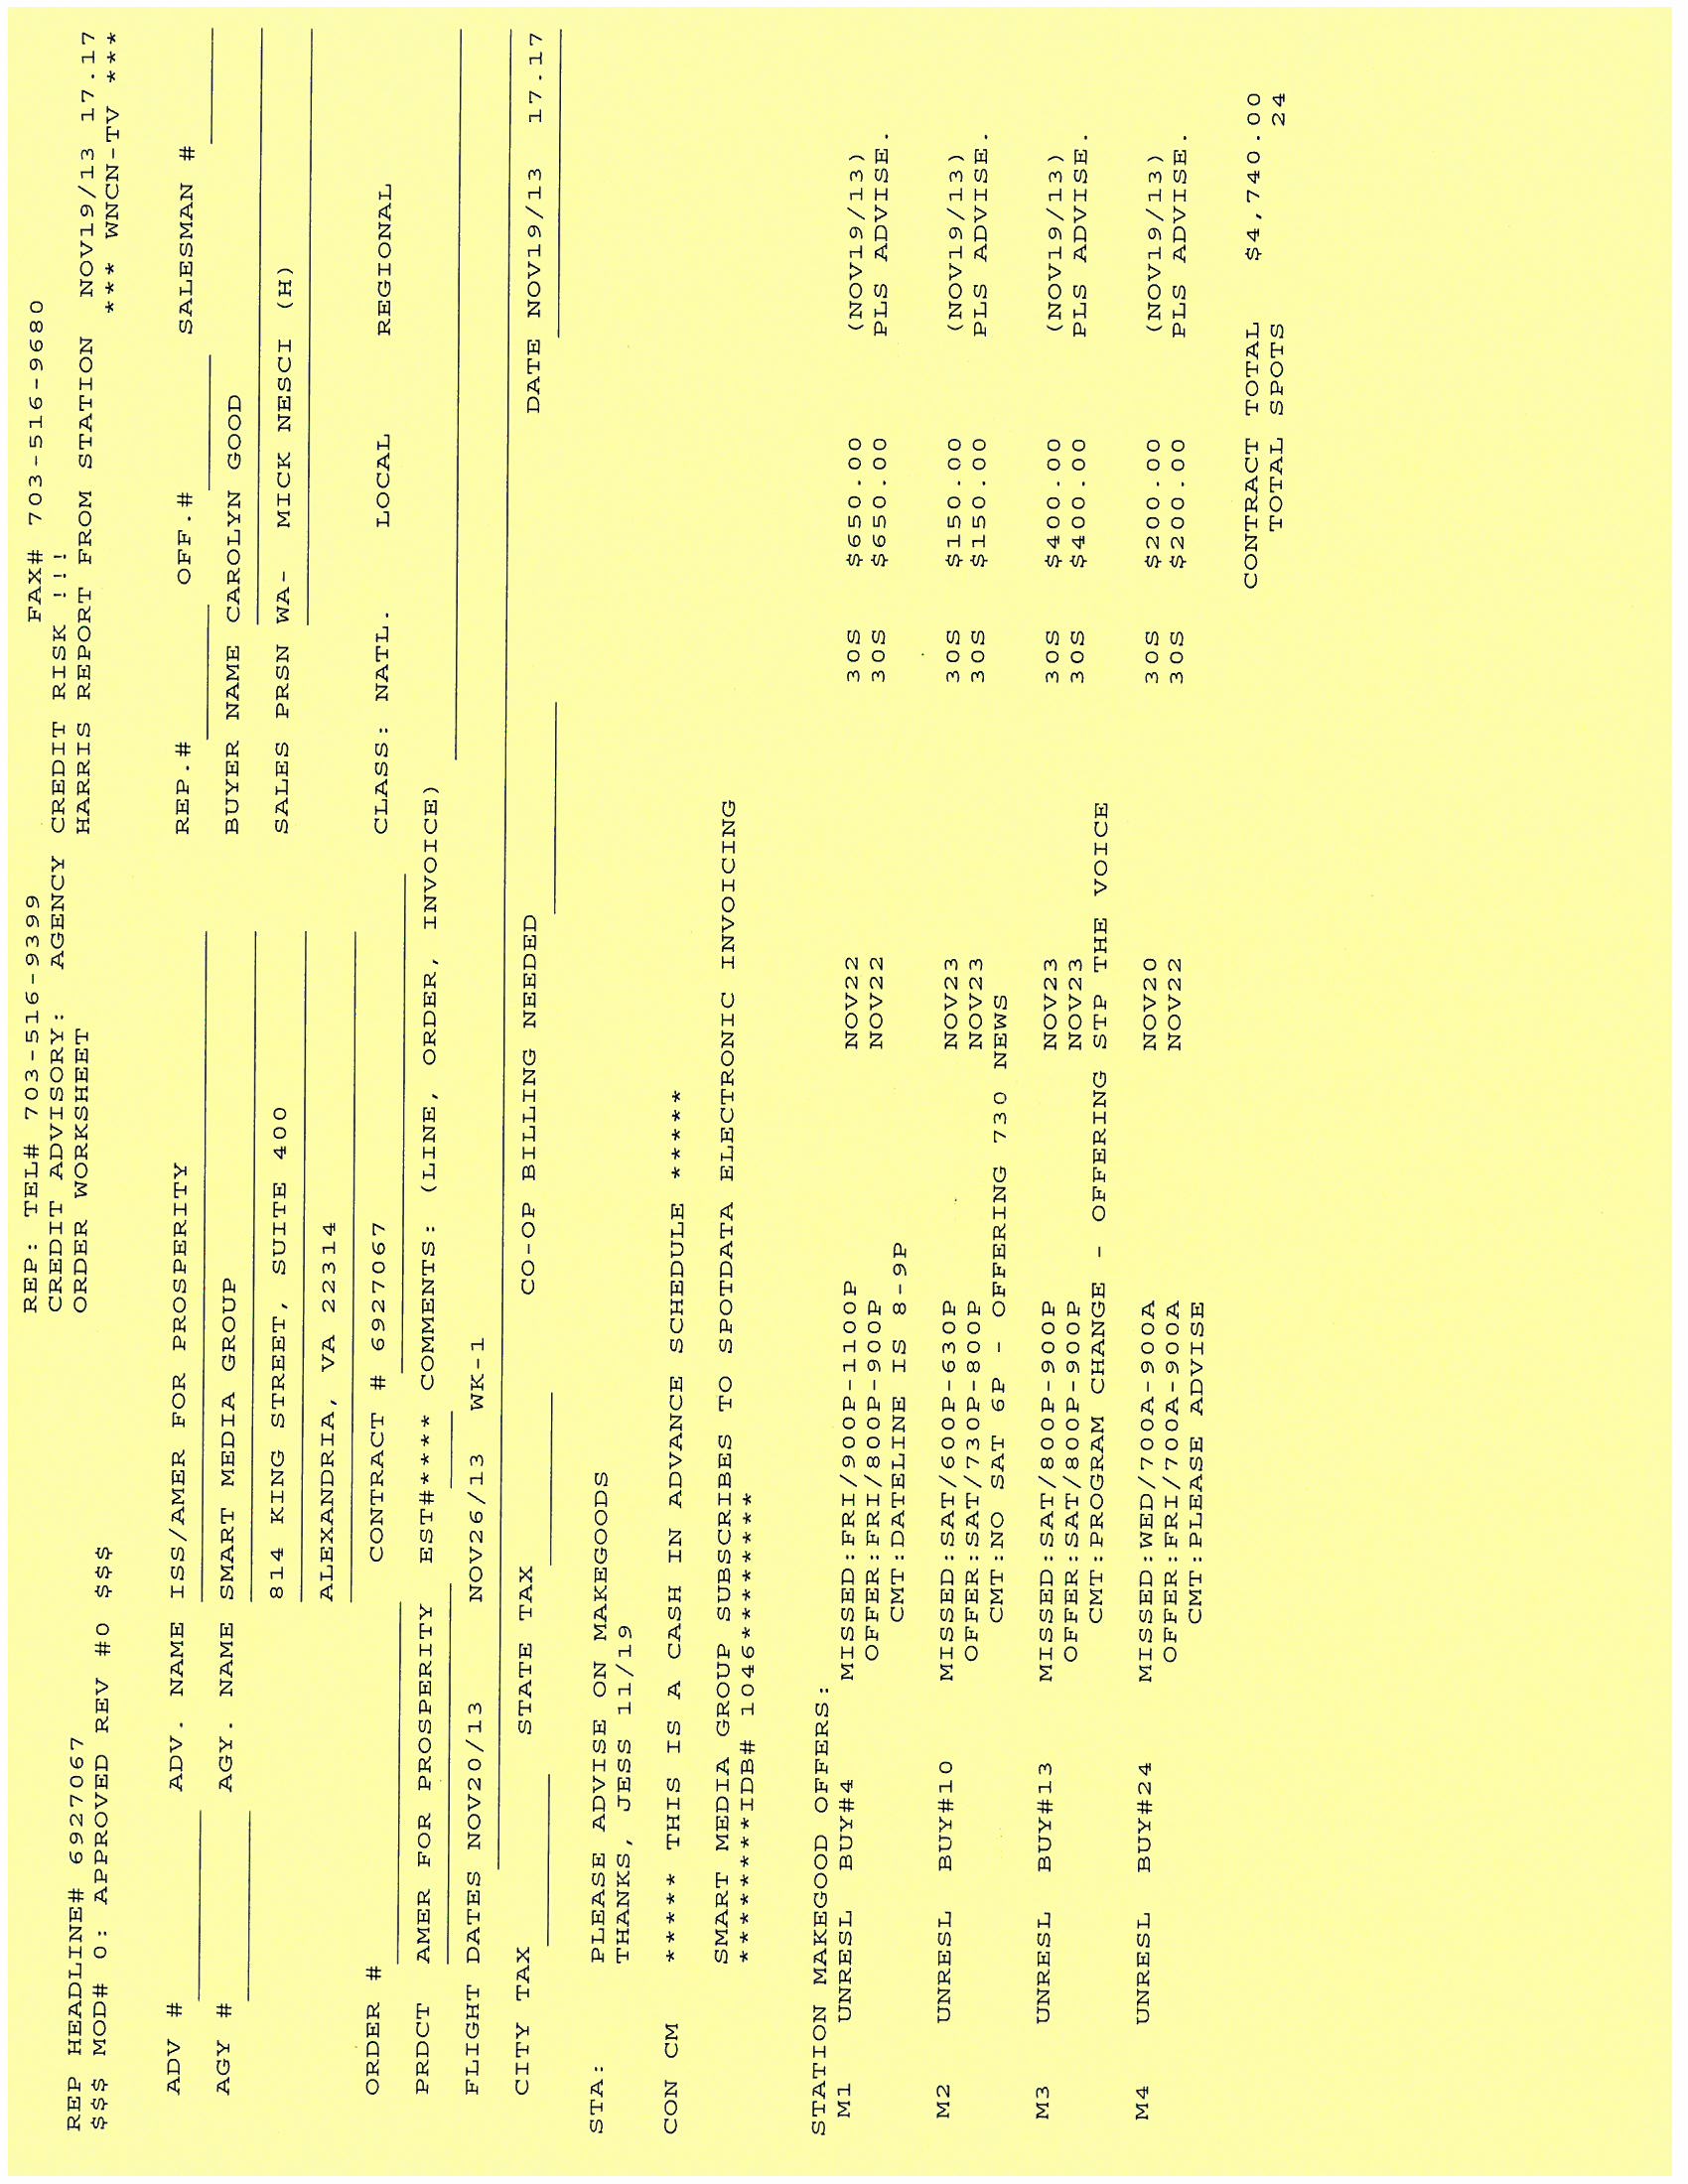 REP: TEL# 703-516-9399 FAX# 703-516-9680
CREDIT ADVISORY: AGENCY CREDIT RISK !!!
REP HEADLINE# 6927067 ORDER WORKSHEET HARRIS REPORT FROM STATION NOV19/13 17.17
$$$ MOD# 0: APPROVED REV #0 $$$ *** WNCN-TV ***
ADV # ADV. NAME ISS/AMER FOR PROSPERITY REP.# OFF.# SALESMAN #
AGY # AGY. NAME SMART MEDIA GROUP BUYER NAME CAROLYN GOOD
814 KING STREET, SUITE 400 SALES PRSN WA- MICK NESCI (H)
ALEXANDRIA, VA 22314
ORDER # CONTRACT # 6927067 CLASS: NATL. LOCAL REGIONAL
PRDCT AMER FOR PROSPERITY EST#**** COMMENTS: (LINE, ORDER, INVOICE)
FLIGHT DATES NOV20/13 NOV26/13 WK-1
CITY TAX STATE TAX CO-OP BILLING NEEDED DATE NOV19/13 17.17
STA: PLEASE ADVISE ON MAKEGOODS
THANKS, JESS 11/19
CON CM ***** THIS IS A CASH IN ADVANCE SCHEDULE *****
SMART MEDIA GROUP SUBSCRIBES TO SPOTDATA ELECTRONIC INVOICING
*********IDB# 1046*********
STATION MAKEGOOD OFFERS:
M1 UNRESL BUY#4 MISSED:FRI/900P-1100P NOV22 30S $650.00 (NOV19/13)
OFFER:FRI/800P-900P NOV22 30S $650.00 PLS ADVISE.
CMT:DATELINE IS 8-9P
M2 UNRESL BUY#10 MISSED:SAT/600P-630P NOV23 30S $150.00 (NOV19/13)
OFFER:SAT/730P-800P NOV23 30S $150.00 PLS ADVISE.
CMT:NO SAT 6P - OFFERING 730 NEWS
M3 UNRESL BUY#13 MISSED:SAT/800P-900P NOV23 30S $400.00 (NOV19/13)
OFFER:SAT/800P-900P NOV23 30S $400.00 PLS ADVISE.
CMT:PROGRAM CHANGE - OFFERING STP THE VOICE
M4 UNRESL BUY#24 MISSED:WED/700A-900A NOV20 30S $200.00 (NOV19/13)
OFFER:FRI/700A-900A NOV22 30S $200.00 PLS ADVISE.
CMT:PLEASE ADVISE
CONTRACT TOTAL $4,740.00
TOTAL SPOTS 24